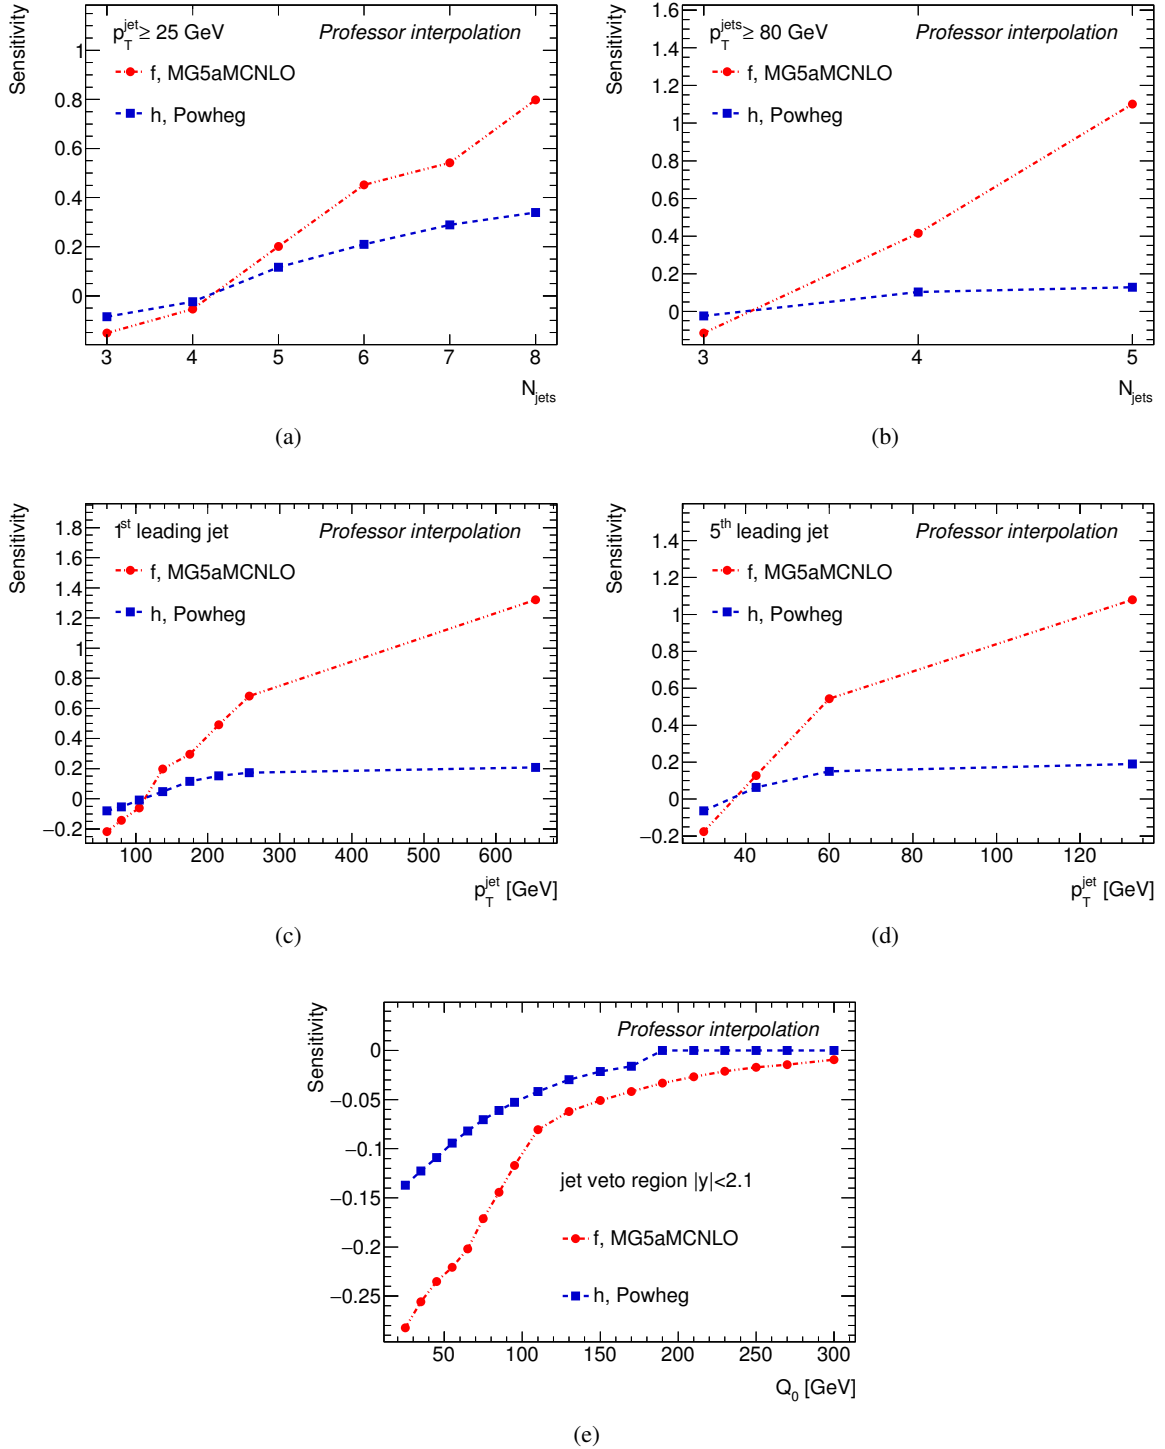 Sensitivity
p_T^jet ≥ 25 GeV
Professor interpolation
f, MG5aMCNLO
h, Powheg
1
0.8
0.6
0.4
0.2
0
3 4 5 6 7 8
N_jets
(a)
Sensitivity
p_T^jets ≥ 80 GeV
Professor interpolation
f, MG5aMCNLO
h, Powheg
1.6
1.4
1.2
1
0.8
0.6
0.4
0.2
0
3 4 5
N_jets
(b)
Sensitivity
1^st leading jet
Professor interpolation
f, MG5aMCNLO
h, Powheg
1.8
1.6
1.4
1.2
1
0.8
0.6
0.4
0.2
0
−0.2
100 200 300 400 500 600
p_T^jet [GeV]
(c)
Sensitivity
5^th leading jet
Professor interpolation
f, MG5aMCNLO
h, Powheg
1.4
1.2
1
0.8
0.6
0.4
0.2
0
−0.2
40 60 80 100 120
p_T^jet [GeV]
(d)
Sensitivity
Professor interpolation
0
−0.05
−0.1
−0.15
−0.2
−0.25
jet veto region |y|<2.1
f, MG5aMCNLO
h, Powheg
50 100 150 200 250 300
Q_0 [GeV]
(e)